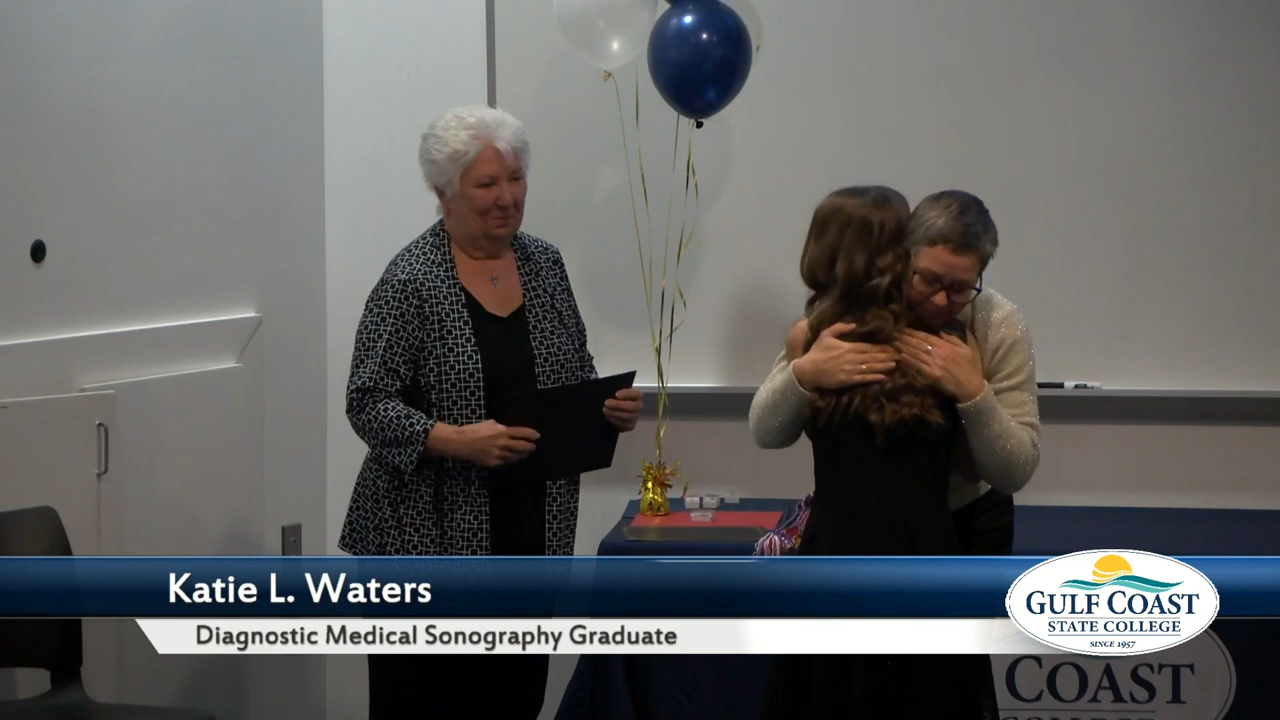 Katie L. Waters
Diagnostic Medical Sonography Graduate
GULF COAST
STATE COLLEGE
SINCE 1957
COAST